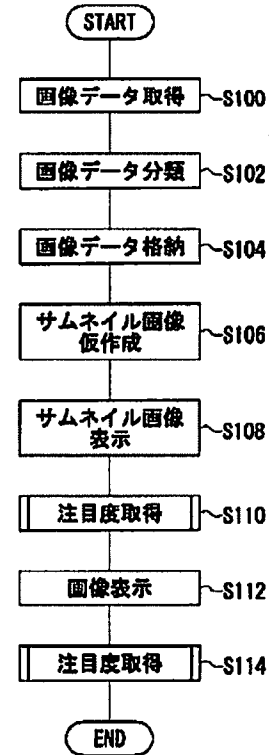 START
画像データ取得 S100
画像データ分類 S102
画像データ格納 S104
サムネイル画像
仮作成 S106
サムネイル画像
表示 S108
注目度取得 S110
画像表示 S112
注目度取得 S114
END